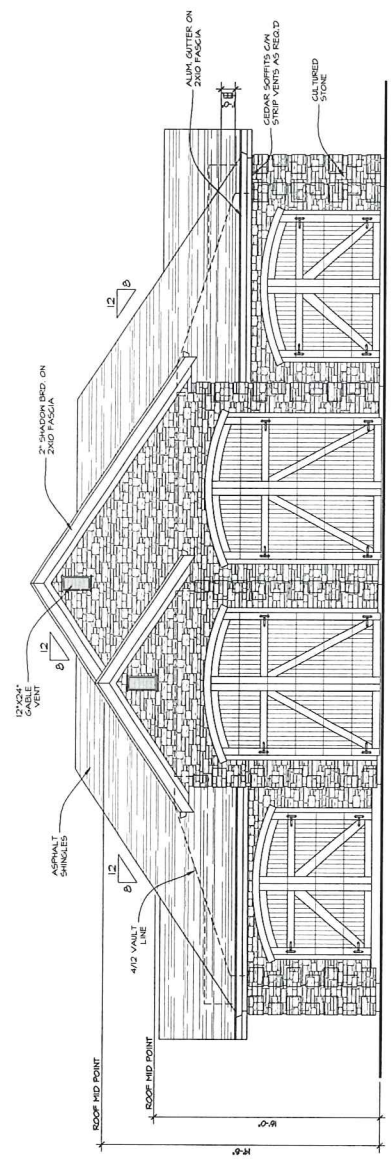 ROOF MID POINT
ROOF MID POINT
16'-0"
ASPHALT
SHINGLES
4/12 VAULT
LINE
12
8
12"X24"
GABLE
VENT
12
8
2" SHADOW BRD. ON
2X10 FASCIA
12
8
ALUM. GUTTER ON
2X10 FASCIA
CEDAR SOFFITS C/W
STRIP VENTS AS REQ.D
CULTURED
STONE